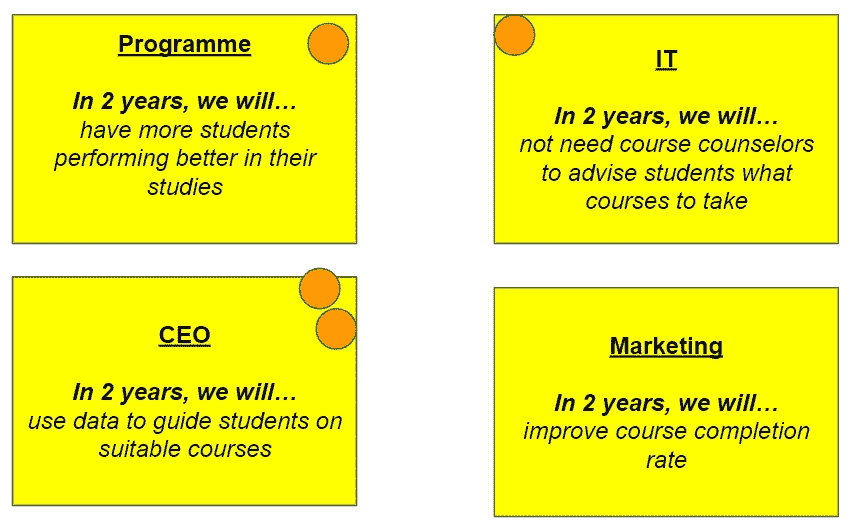 Programme
In 2 years, we will…
have more students
performing better in their
studies
IT
In 2 years, we will…
not need course counselors
to advise students what
courses to take
CEO
In 2 years, we will…
use data to guide students on
suitable courses
Marketing
In 2 years, we will…
improve course completion
rate